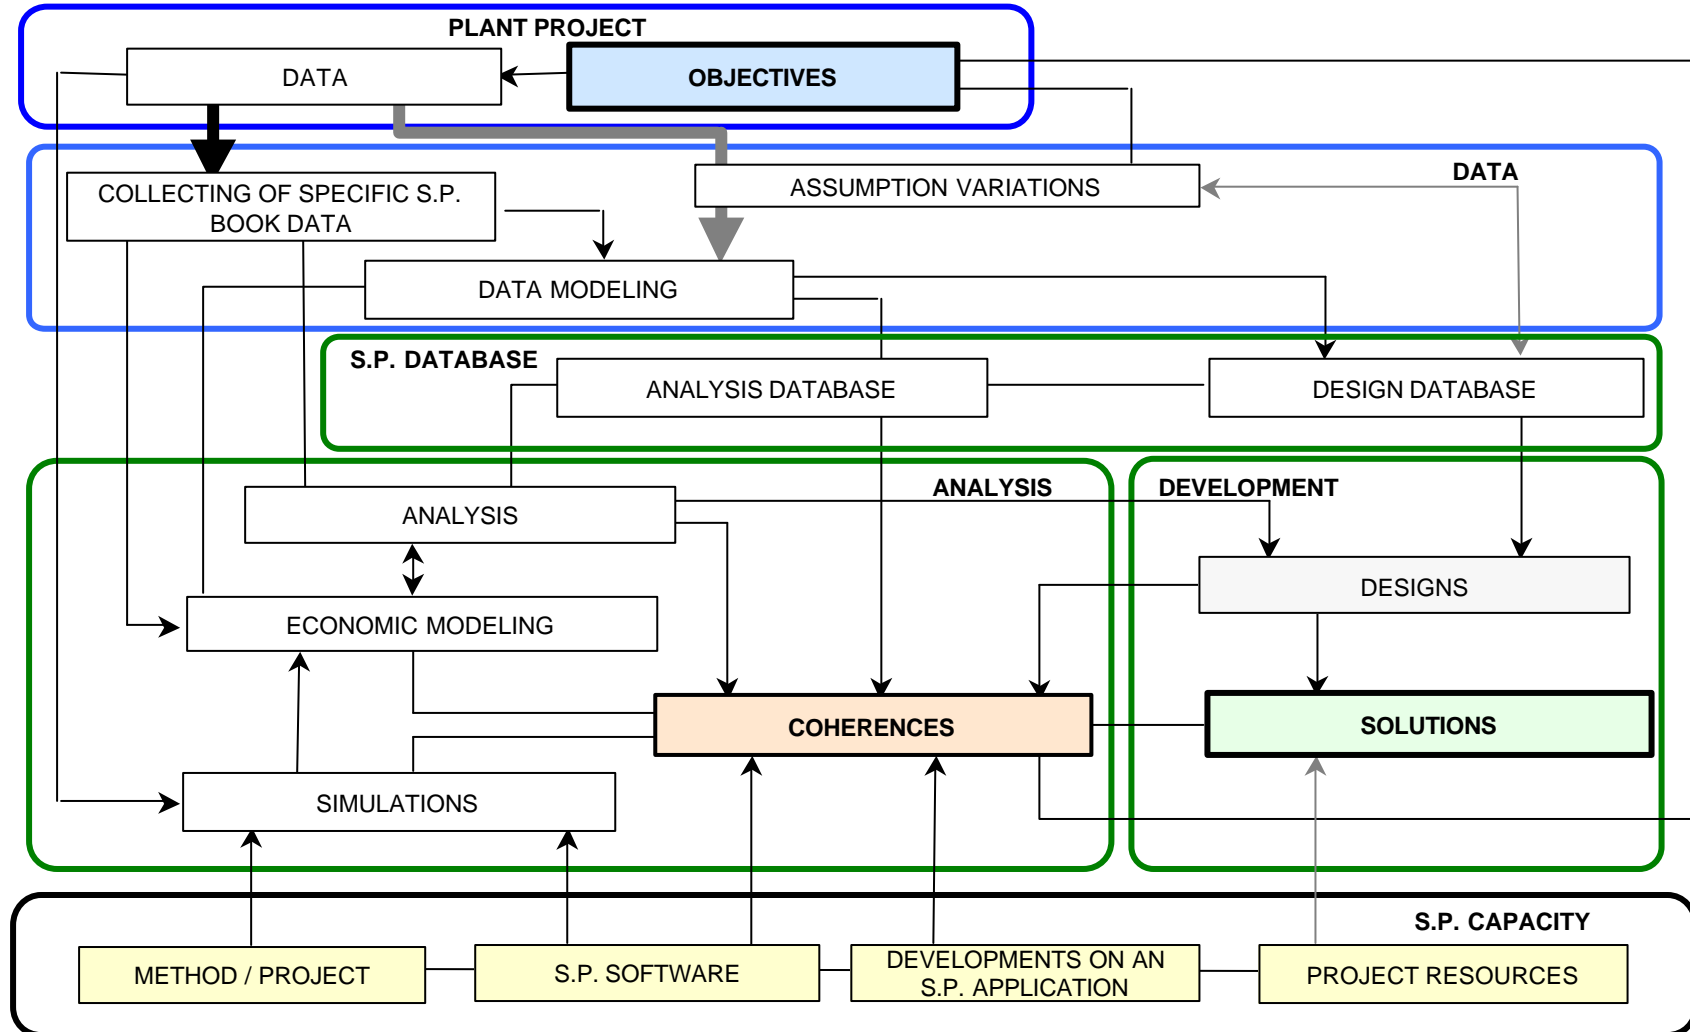 PLANT PROJECT
DATA
OBJECTIVES
ASSUMPTION VARIATIONS
DATA
COLLECTING OF SPECIFIC S.P.
BOOK DATA
DATA MODELING
S.P. DATABASE
ANALYSIS DATABASE
DESIGN DATABASE
ANALYSIS
DEVELOPMENT
ANALYSIS
DESIGNS
ECONOMIC MODELING
COHERENCES
SOLUTIONS
SIMULATIONS
S.P. CAPACITY
METHOD / PROJECT
S.P. SOFTWARE
DEVELOPMENTS ON AN
S.P. APPLICATION
PROJECT RESOURCES